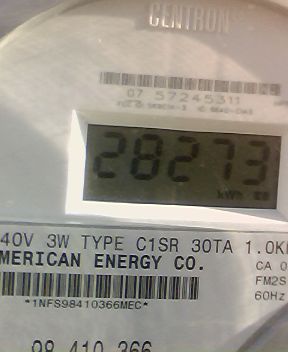 CENTRON
07 57245311
28273
kWh
40V 3W TYPE C1SR 30TA 1.0K
MERICAN ENERGY CO.
CA 0
FM2S
60Hz
*1NFS98410366MEC*
98 410 366